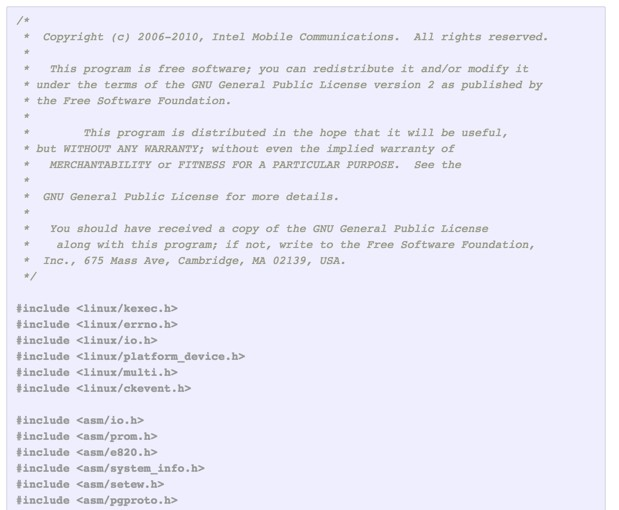 /*
*  Copyright (c) 2006-2010, Intel Mobile Communications.  All rights reserved.
*
*   This program is free software; you can redistribute it and/or modify it
* under the terms of the GNU General Public License version 2 as published by
* the Free Software Foundation.
*
*        This program is distributed in the hope that it will be useful,
* but WITHOUT ANY WARRANTY; without even the implied warranty of
*   MERCHANTABILITY or FITNESS FOR A PARTICULAR PURPOSE.  See the
*
*  GNU General Public License for more details.
*
*   You should have received a copy of the GNU General Public License
*    along with this program; if not, write to the Free Software Foundation,
*  Inc., 675 Mass Ave, Cambridge, MA 02139, USA.
*/
#include <linux/kexec.h>
#include <linux/errno.h>
#include <linux/io.h>
#include <linux/platform_device.h>
#include <linux/multi.h>
#include <linux/ckevent.h>
#include <asm/io.h>
#include <asm/prom.h>
#include <asm/e820.h>
#include <asm/system_info.h>
#include <asm/setew.h>
#include <asm/pgproto.h>